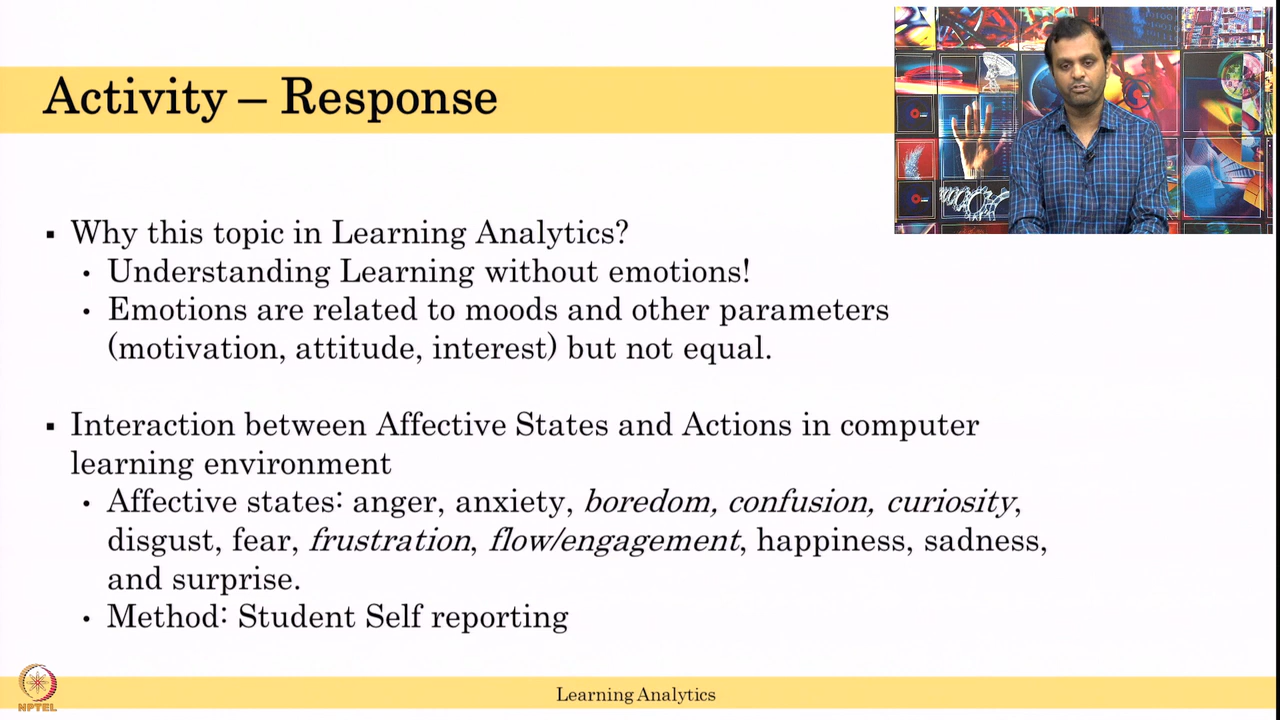 Activity – Response
▪ Why this topic in Learning Analytics?
• Understanding Learning without emotions!
• Emotions are related to moods and other parameters
(motivation, attitude, interest) but not equal.
▪ Interaction between Affective States and Actions in computer
learning environment
• Affective states: anger, anxiety, boredom, confusion, curiosity,
disgust, fear, frustration, flow/engagement, happiness, sadness,
and surprise.
• Method: Student Self reporting
NPTEL
Learning Analytics